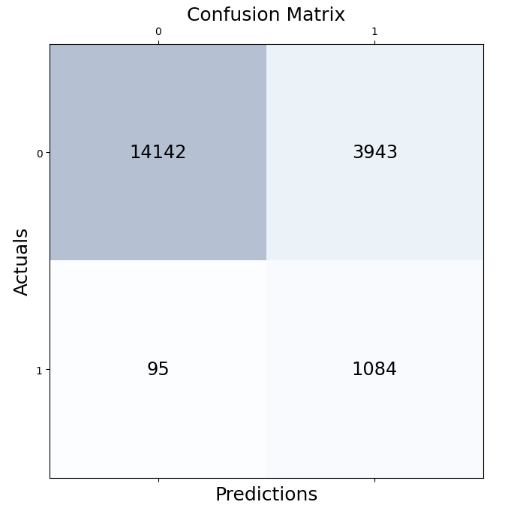 Confusion Matrix
0 1
0 14142 3943
Actuals
1 95 1084
Predictions